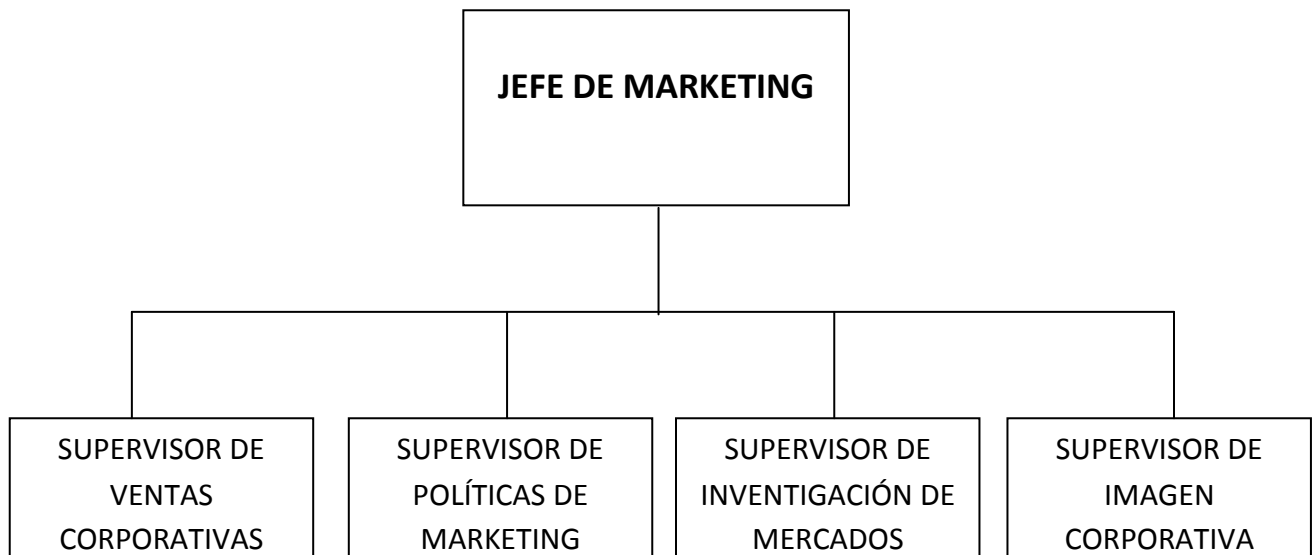 JEFE DE MARKETING
SUPERVISOR DE
VENTAS
CORPORATIVAS
SUPERVISOR DE
POLÍTICAS DE
MARKETING
SUPERVISOR DE
INVENTIGACIÓN DE
MERCADOS
SUPERVISOR DE
IMAGEN
CORPORATIVA